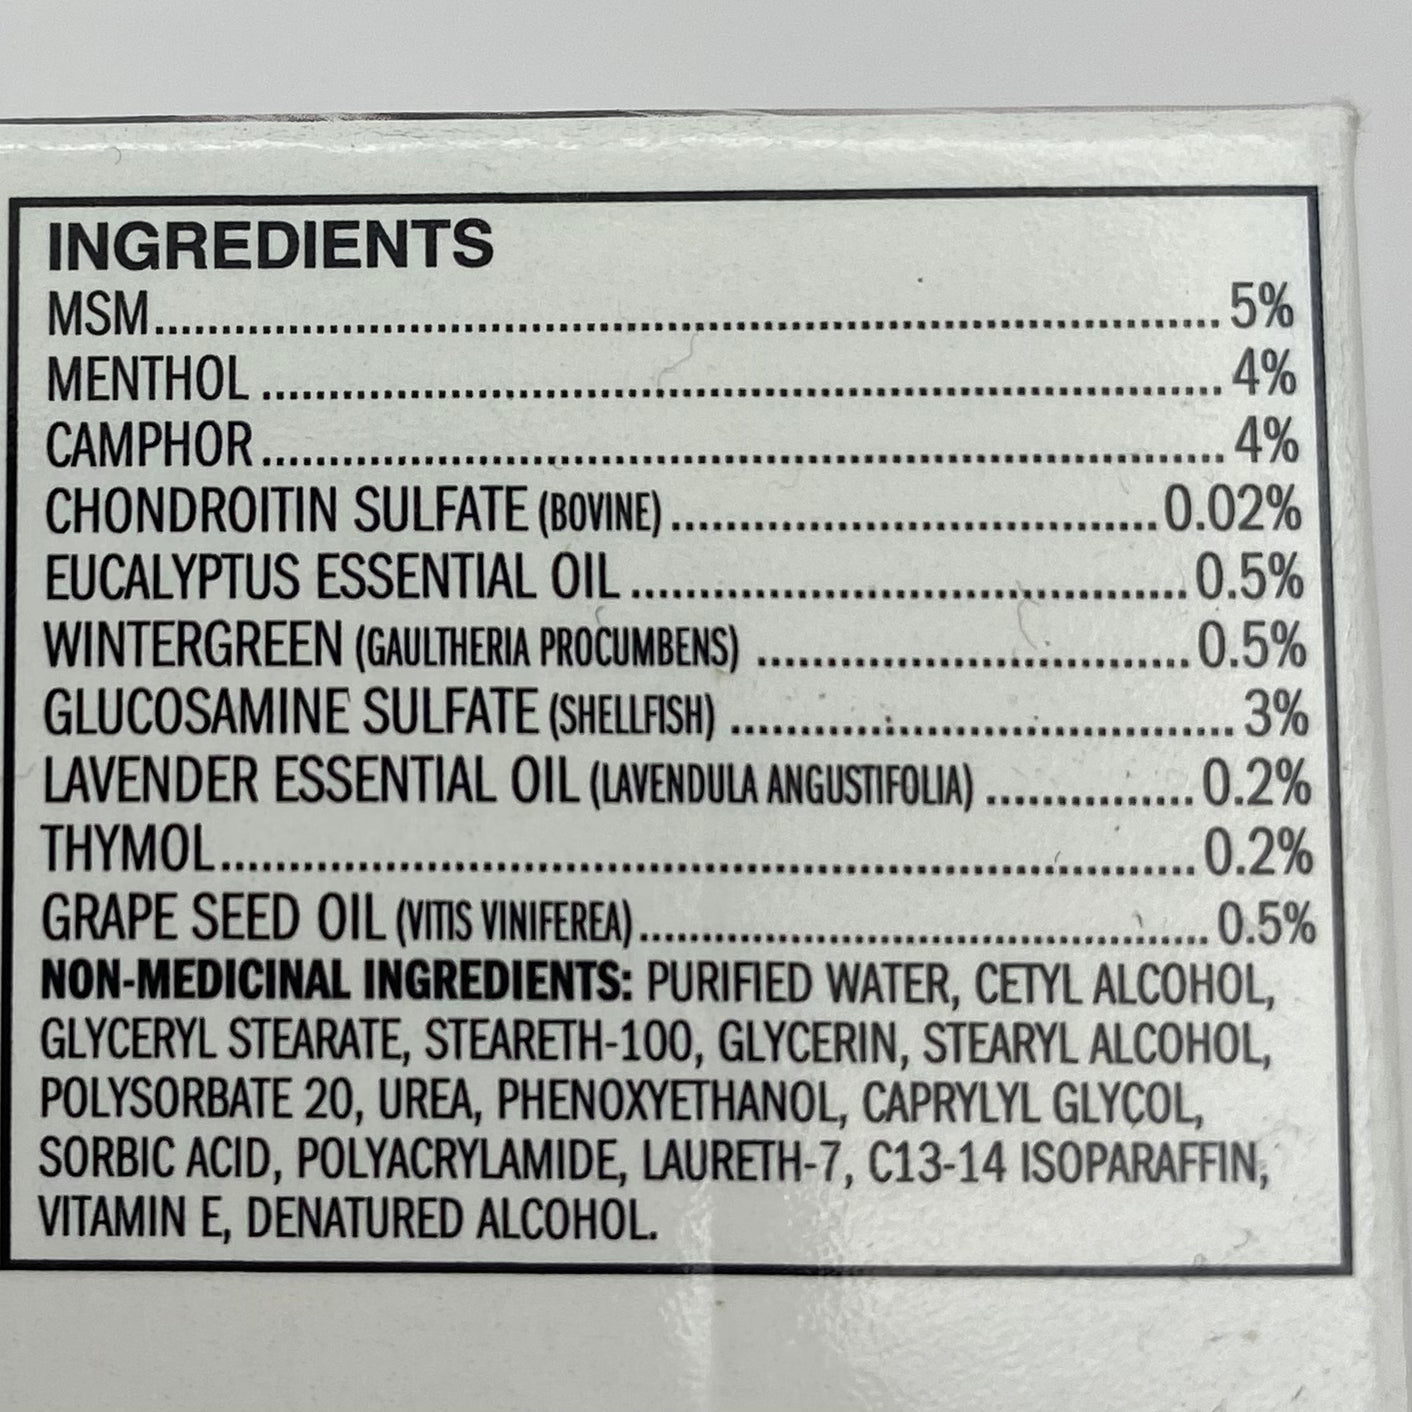 INGREDIENTS
MSM........................................................................ 5%
MENTHOL ........................................................................ 4%
CAMPHOR........................................................................ 4%
CHONDROITIN SULFATE (BOVINE) ....................................0.02%
EUCALYPTUS ESSENTIAL OIL .........................................0.5%
WINTERGREEN (GAULTHERIA PROCUMBENS) ................................0.5%
GLUCOSAMINE SULFATE (SHELLFISH) ..................................... 3%
LAVENDER ESSENTIAL OIL (LAVENDULA ANGUSTIFOLIA) ...............0.2%
THYMOL........................................................................0.2%
GRAPE SEED OIL (VITIS VINIFEREA).......................................... 0.5%
NON-MEDICINAL INGREDIENTS: PURIFIED WATER, CETYL ALCOHOL,
GLYCERYL STEARATE, STEARETH-100, GLYCERIN, STEARYL ALCOHOL,
POLYSORBATE 20, UREA, PHENOXYETHANOL, CAPRYLYL GLYCOL,
SORBIC ACID, POLYACRYLAMIDE, LAURETH-7, C13-14 ISOPARAFFIN,
VITAMIN E, DENATURED ALCOHOL.